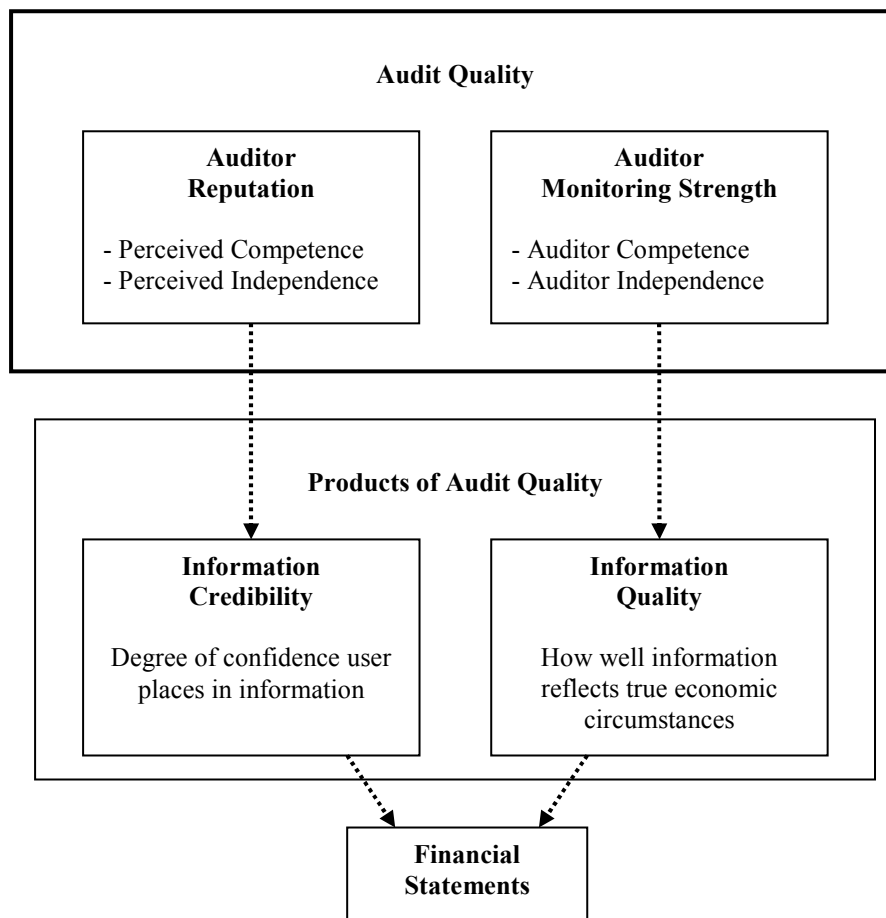 Audit Quality
Auditor
Reputation
- Perceived Competence
- Perceived Independence
Auditor
Monitoring Strength
- Auditor Competence
- Auditor Independence
Products of Audit Quality
Information
Credibility
Degree of confidence user
places in information
Information
Quality
How well information
reflects true economic
circumstances
Financial
Statements